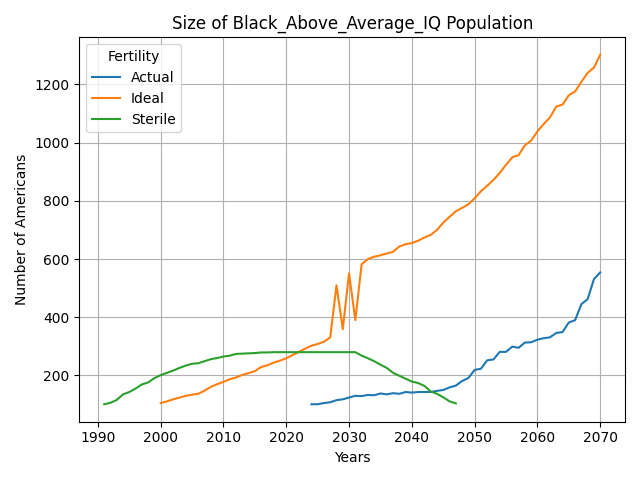 Size of Black_Above_Average_IQ Population
Fertility
Actual
Ideal
Sterile
Number of Americans
1200
1000
800
600
400
200
1990 2000 2010 2020 2030 2040 2050 2060 2070
Years